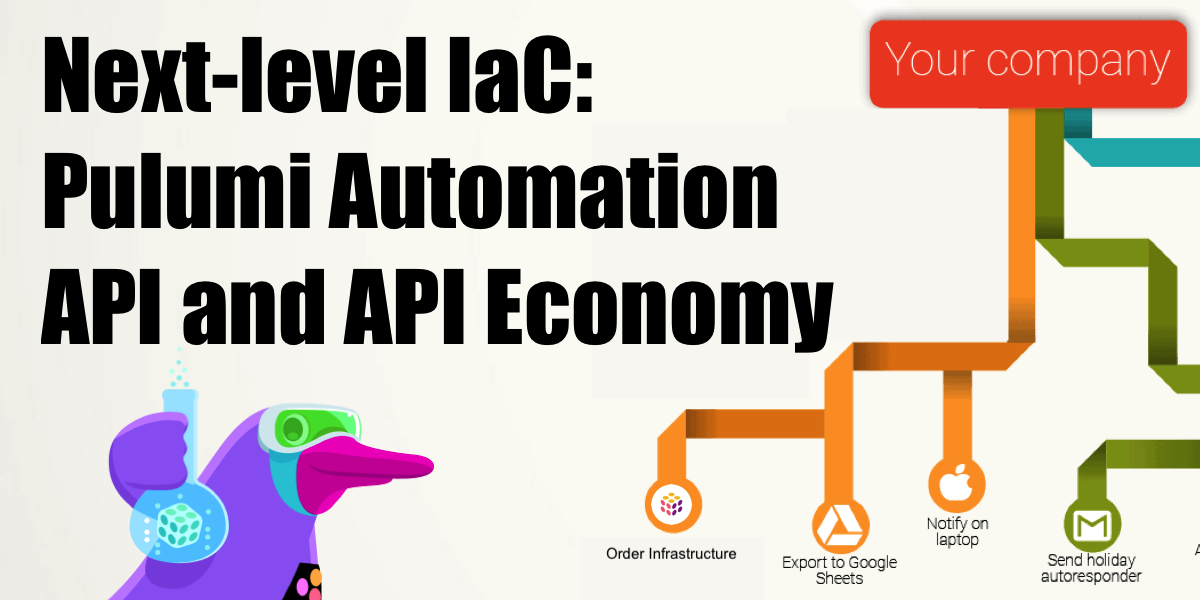 Next-level IaC:
Pulumi Automation
API and API Economy
Your company
Order Infrastructure
Export to Google
Sheets
Notify on
laptop
Send holiday
autoresponder